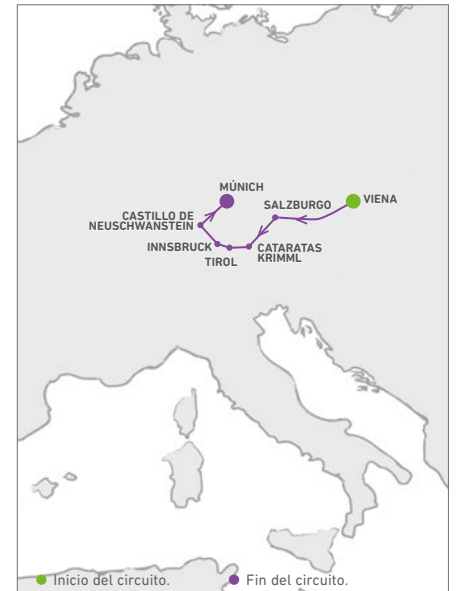 MÚNICH
SALZBURGO
VIENA
CASTILLO DE
NEUSCHWANSTEIN
INNSBRUCK
TIROL
CATARATAS
KRIMML
Inicio del circuito.
Fin del circuito.